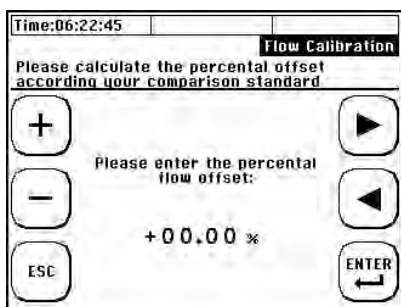 Time:06:22:45
Flow Calibration
Please calculate the percental offset
according your comparison standard
+
Please enter the percental
flow offset:
−
+00.00 %
ESC
ENTER